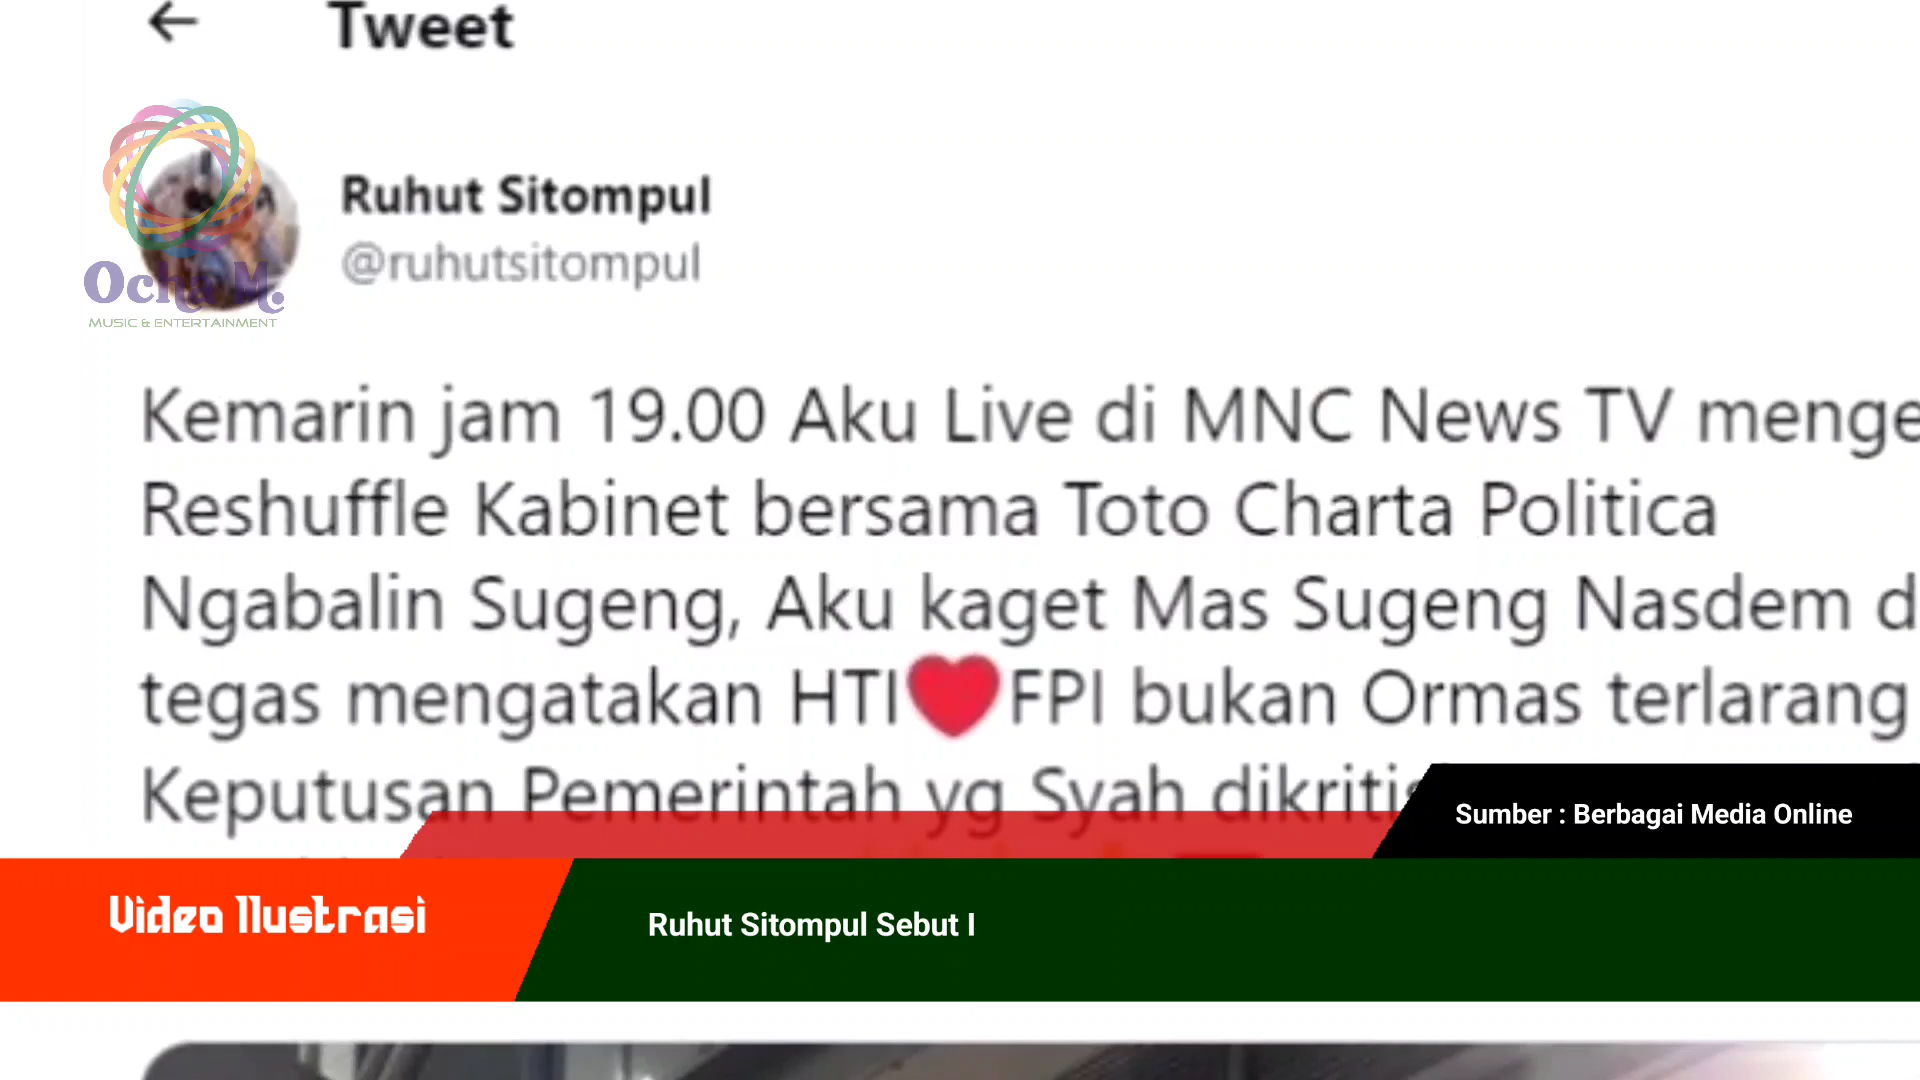 Tweet
Ruhut Sitompul
@ruhutsitompul
Ocha M.
MUSIC & ENTERTAINMENT
Kemarin jam 19.00 Aku Live di MNC News TV menge
Reshuffle Kabinet bersama Toto Charta Politica
Ngabalin Sugeng, Aku kaget Mas Sugeng Nasdem d
tegas mengatakan HTI❤FPI bukan Ormas terlarang
Keputusan Pemerintah yg Syah dikritis
Sumber : Berbagai Media Online
Video Ilustrasi
Ruhut Sitompul Sebut I